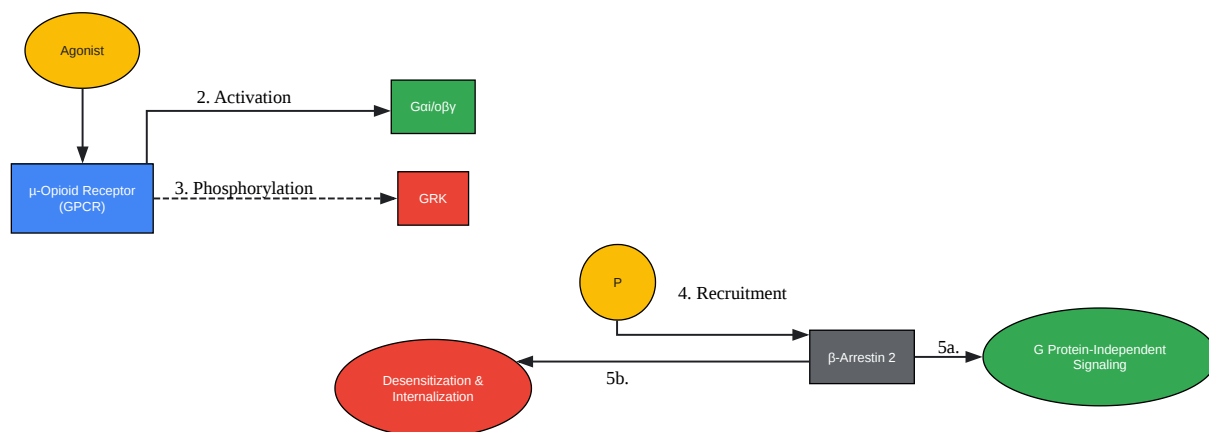 Agonist
2. Activation
Gαi/oβγ
µ-Opioid Receptor
(GPCR)
3. Phosphorylation
GRK
P
4. Recruitment
β-Arrestin 2
5a.
G Protein-Independent
Signaling
5b.
Desensitization &
Internalization